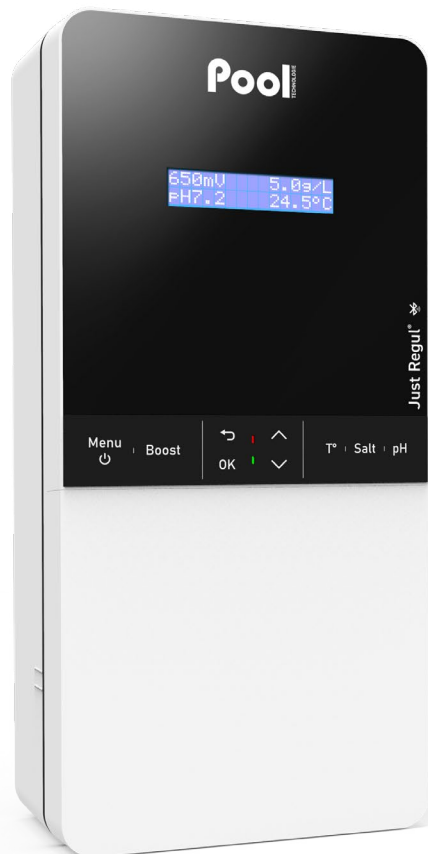 Pool
TECHNOLOGIE
650mV 5.0g/L
pH7.2 24.5°C
Just Regul®
Menu Boost
OK
T° Salt pH